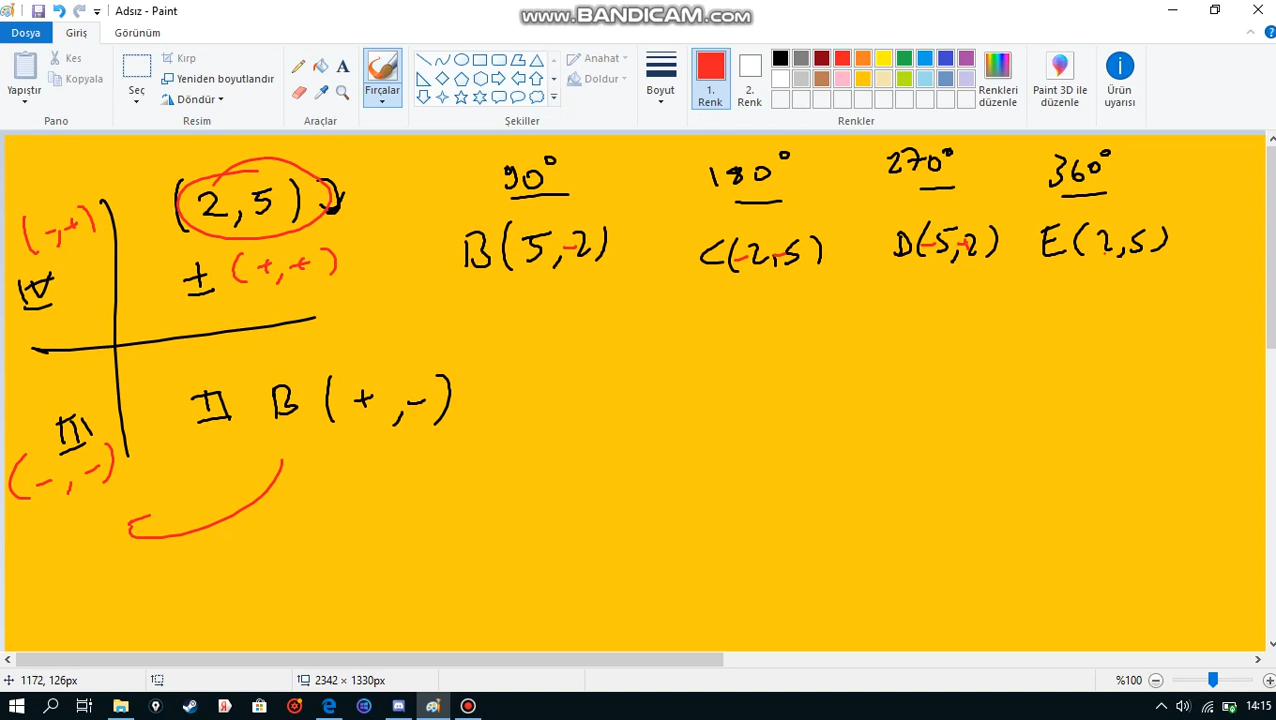 Adsız - Paint
www.BANDICAM.com
Dosya Giriş Görünüm
Yapıştır
Kes
Kopyala
Pano
Seç
Kırp
Yeniden boyutlandır
Döndür
Resim
Araçlar
Fırçalar
Şekiller
Anahat
Doldur
Boyut
1. Renk
2. Renk
Renkler
Renkleri düzenle
Paint 3D ile düzenle
Ürün uyarısı
(2,5)
90° 180° 270° 360°
B(5,-2) C(-2,-5) D(-5,+2) E(2,5)
(-,+)
IV
I (+,+)
II B (+,-)
III
(-,-)
1172, 126px
2342 × 1330px
%100
14:15